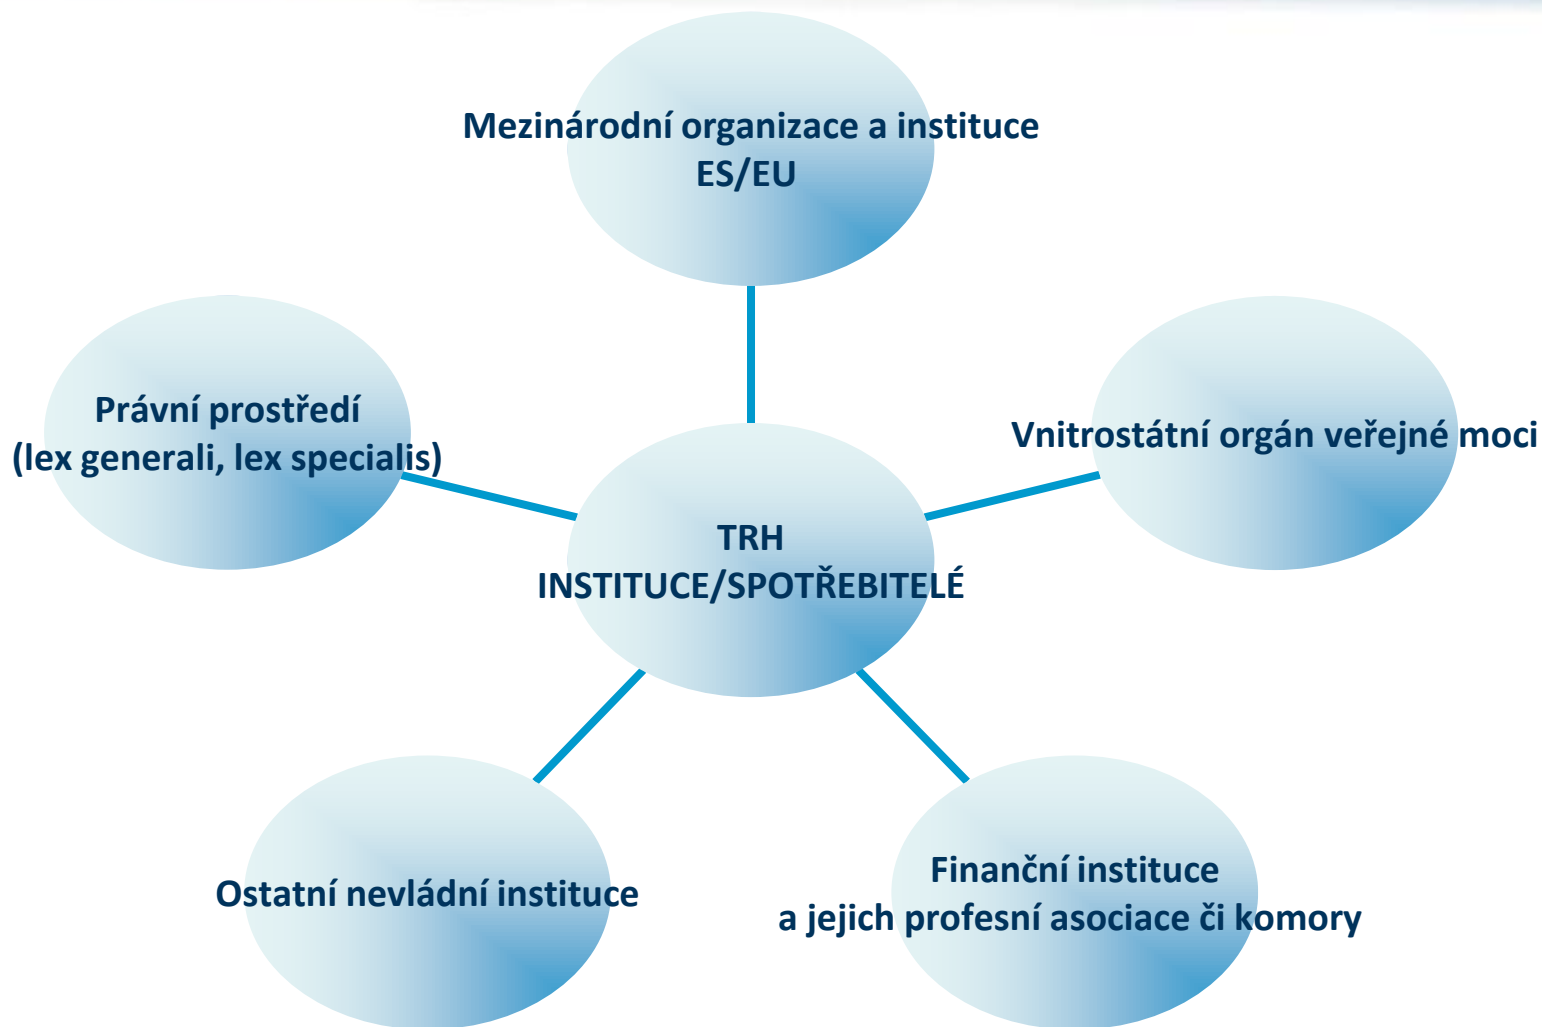 Mezinárodní organizace a instituce
ES/EU
Právní prostředí
(lex generali, lex specialis)
Vnitrostátní orgán veřejné moci
TRH
INSTITUCE/SPOTŘEBITELÉ
Ostatní nevládní instituce
Finanční instituce
a jejich profesní asociace či komory